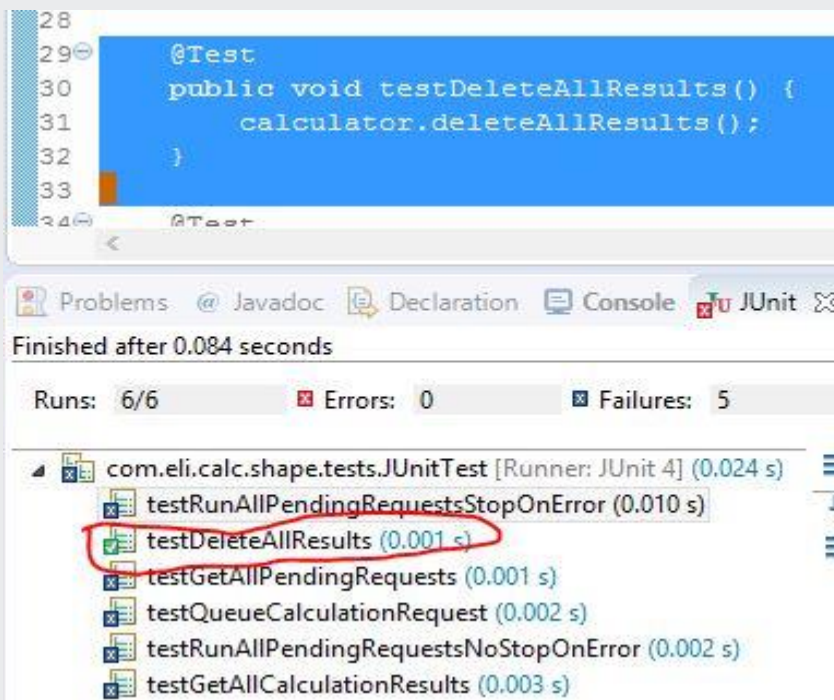 28
29 @Test
30 public void testDeleteAllResults() {
31 calculator.deleteAllResults();
32 }
33
34 @Test
Problems @ Javadoc Declaration Console JUnit
Finished after 0.084 seconds
Runs: 6/6 Errors: 0 Failures: 5
com.eli.calc.shape.tests.JUnitTest [Runner: JUnit 4] (0.024 s)
testRunAllPendingRequestsStopOnError (0.010 s)
testDeleteAllResults (0.001 s)
testGetAllPendingRequests (0.001 s)
testQueueCalculationRequest (0.002 s)
testRunAllPendingRequestsNoStopOnError (0.002 s)
testGetAllCalculationResults (0.003 s)